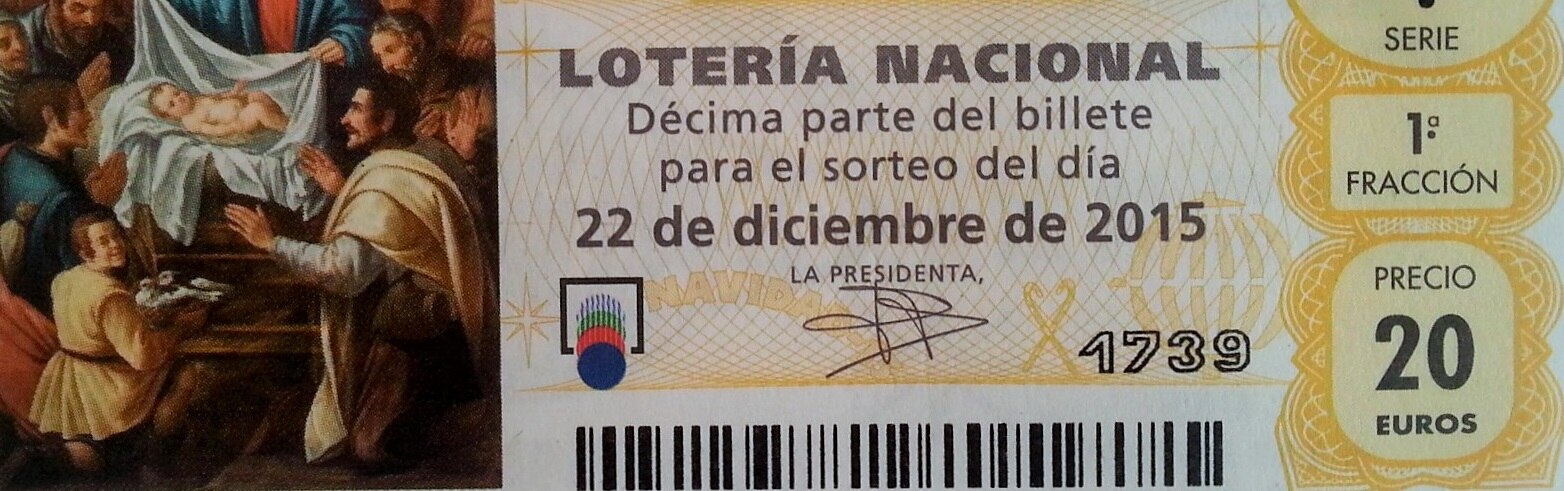 SERIE
LOTERÍA NACIONAL
Décima parte del billete
para el sorteo del día
22 de diciembre de 2015
LA PRESIDENTA,
NAVIDAD
1739
1ª
FRACCIÓN
PRECIO
20
EUROS